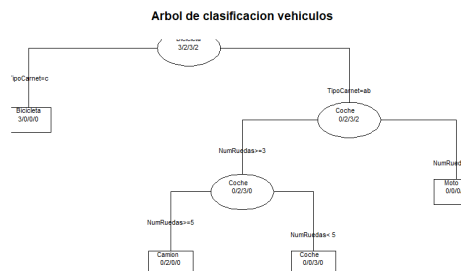 Arbol de clasificacion vehiculos
Bicicleta
3/2/3/2
TipoCarnet=c
TipoCarnet=ab
Bicicleta
3/0/0/0
Coche
0/2/3/2
NumRuedas>=3
NumRued
Coche
0/2/3/0
Moto
0/0/0/
NumRuedas>=5
NumRuedas< 5
Camion
0/2/0/0
Coche
0/0/3/0